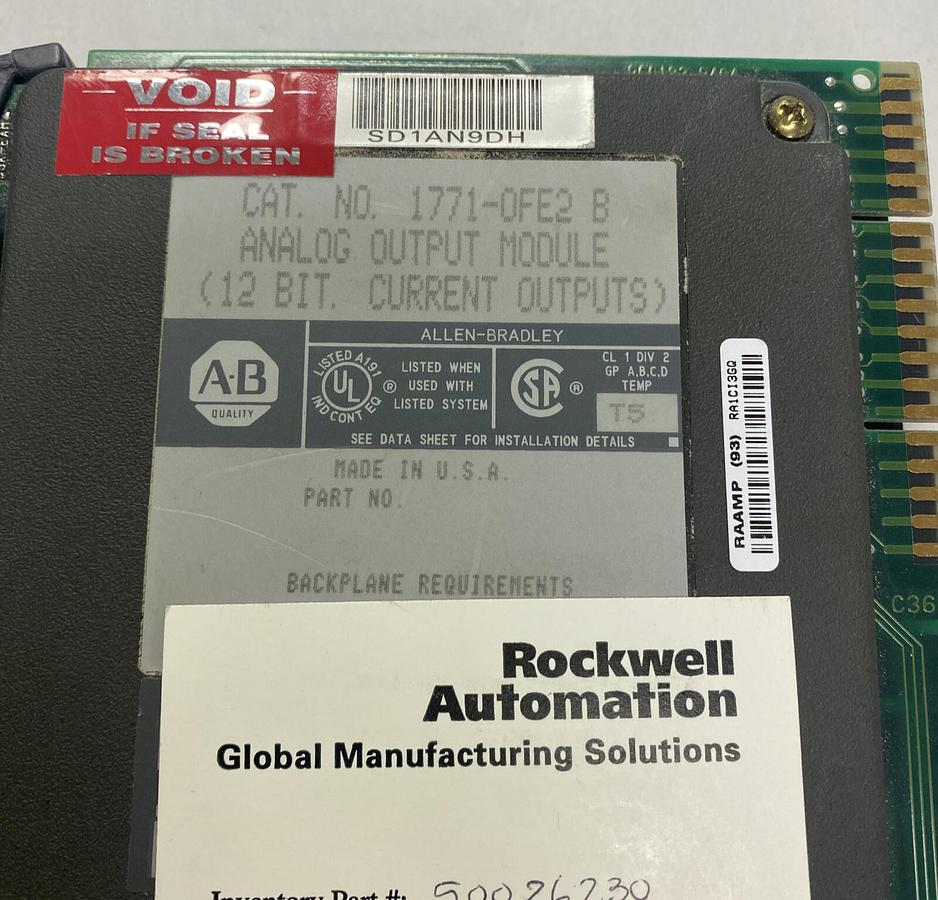 VOID
IF SEAL
IS BROKEN
SD1AN9DH
CAT. NO. 1771-OFE2 B
ANALOG OUTPUT MODULE
(12 BIT. CURRENT OUTPUTS)
ALLEN-BRADLEY
A-B
QUALITY
LISTED A191
UL
IND CONT EQ
®
LISTED WHEN
USED WITH
LISTED SYSTEM
SA
®
CL 1 DIV 2
GP A,B,C,D
TEMP
T5
SEE DATA SHEET FOR INSTALLATION DETAILS
MADE IN U.S.A.
PART NO.
BACKPLANE REQUIREMENTS
RAAMP (93) RA1CI3GQ
C36
Rockwell
Automation
Global Manufacturing Solutions
Inventory Part #: 50026230